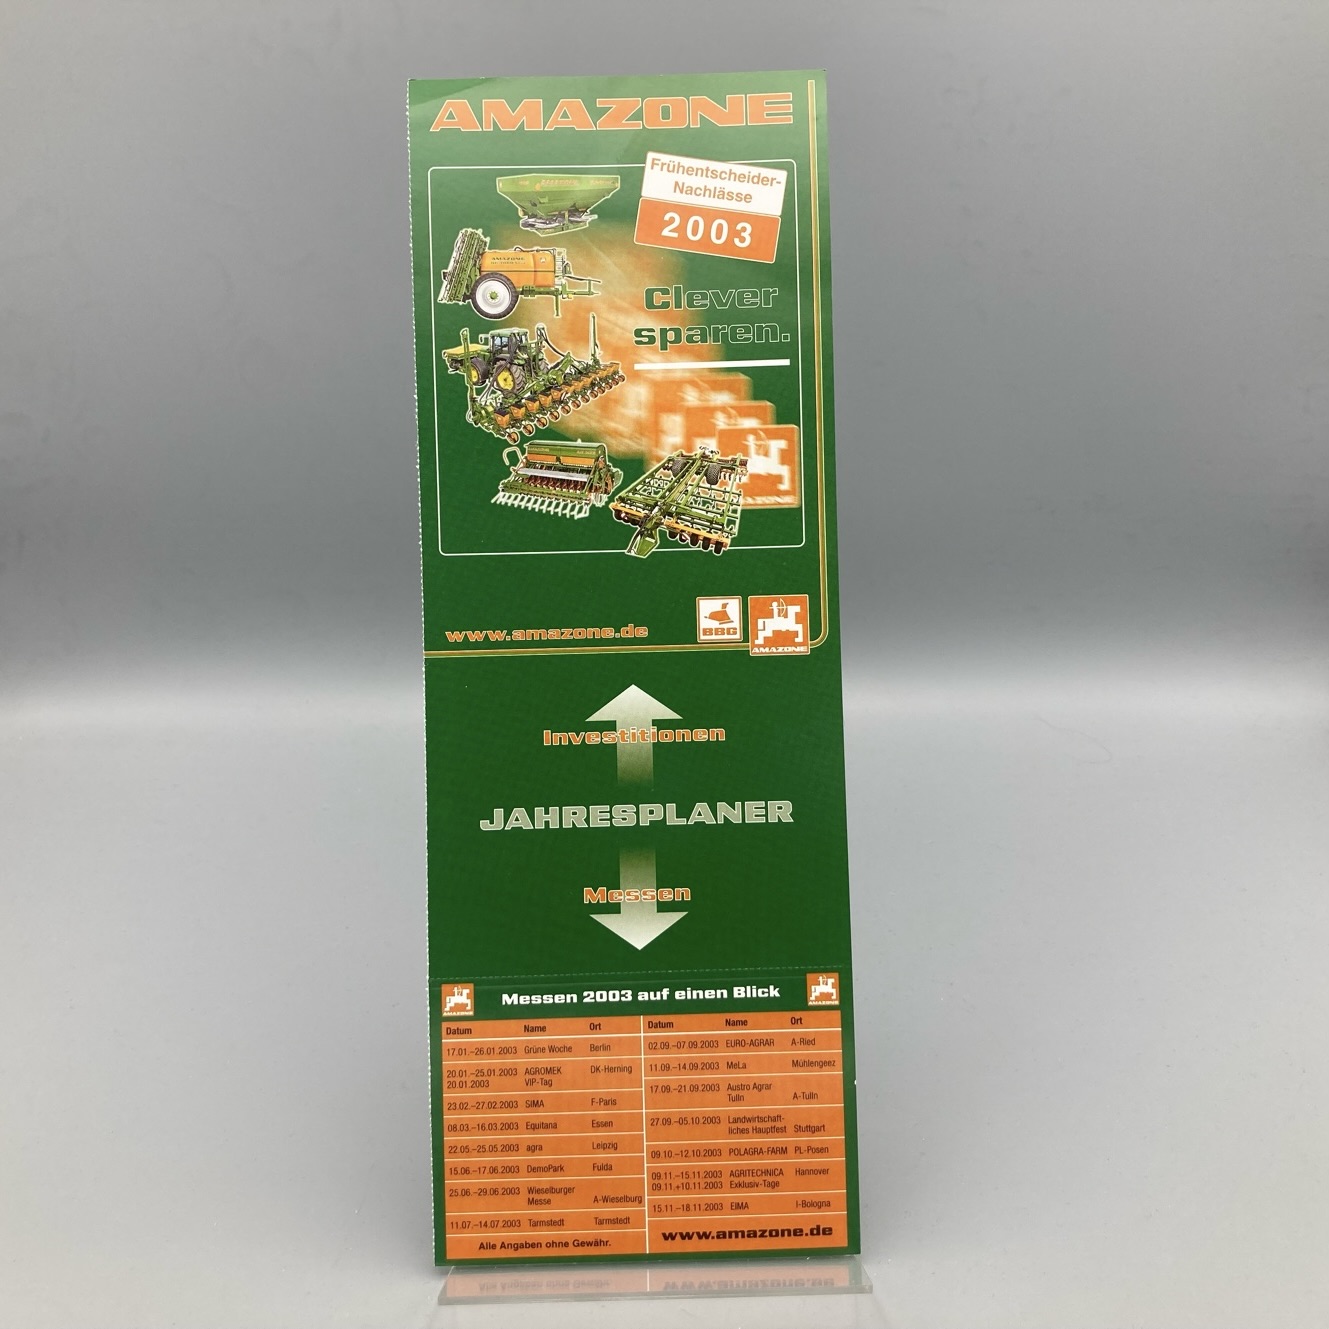 AMAZONE
Frühentscheider-
Nachlässe
2003
Clever
sparen.
AMAZONE
AMAZONE
www.amazone.de
BBG
AMAZONE
Investitionen
JAHRESPLANER
Messen
Messen 2003 auf einen Blick
AMAZONE
AMAZONE
Datum Name Ort
17.01.–26.01.2003 Grüne Woche Berlin
20.01.–25.01.2003 AGROMEK DK-Herning
20.01.2003 VIP-Tag
23.02.–27.02.2003 SIMA F-Paris
08.03.–16.03.2003 Equitana Essen
22.05.–25.05.2003 agra Leipzig
15.06.–17.06.2003 DemoPark Fulda
25.06.–29.06.2003 Wieselburger
Messe A-Wieselburg
11.07.–14.07.2003 Tarmstedt Tarmstedt
Alle Angaben ohne Gewähr.
Datum Name Ort
02.09.–07.09.2003 EURO-AGRAR A-Ried
11.09.–14.09.2003 MeLa Mühlengeez
17.09.–21.09.2003 Austro Agrar
Tulln A-Tulln
27.09.–05.10.2003 Landwirtschaft-
liches Hauptfest Stuttgart
09.10.–12.10.2003 POLAGRA-FARM PL-Posen
09.11.–15.11.2003 AGRITECHNICA Hannover
09.11.+10.11.2003 Exklusiv-Tage
15.11.–18.11.2003 EIMA I-Bologna
www.amazone.de